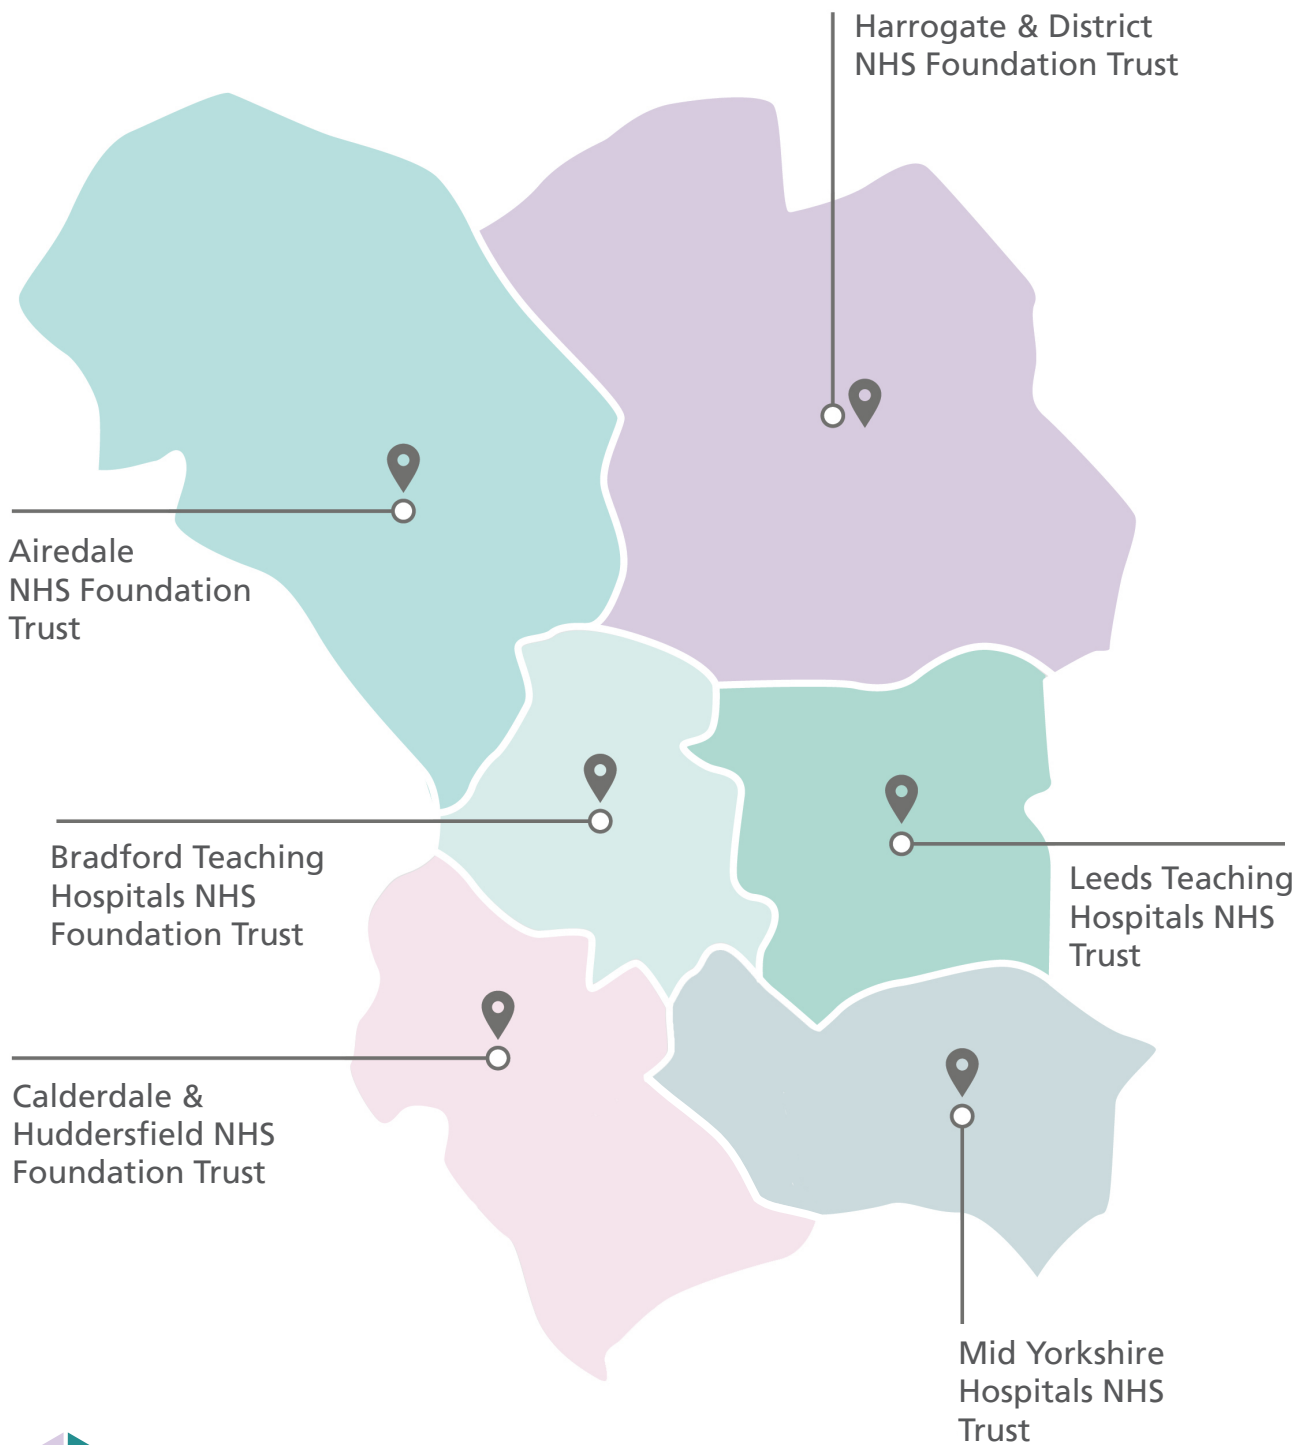 Harrogate & District
NHS Foundation Trust
Airedale
NHS Foundation
Trust
Bradford Teaching
Hospitals NHS
Foundation Trust
Leeds Teaching
Hospitals NHS
Trust
Calderdale &
Huddersfield NHS
Foundation Trust
Mid Yorkshire
Hospitals NHS
Trust